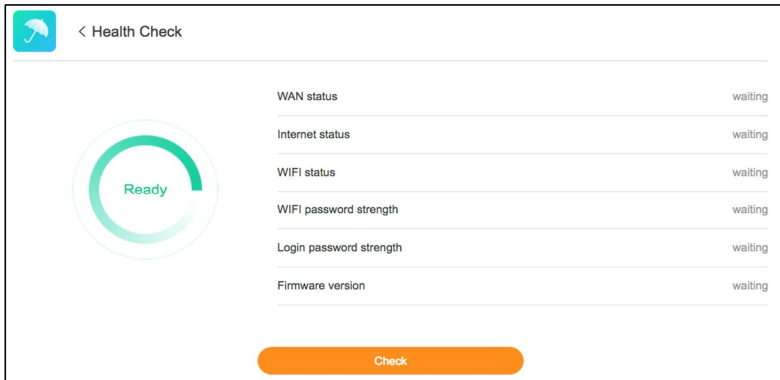 < Health Check
WAN status waiting
Internet status waiting
WIFI status waiting
Ready
WIFI password strength waiting
Login password strength waiting
Firmware version waiting
Check